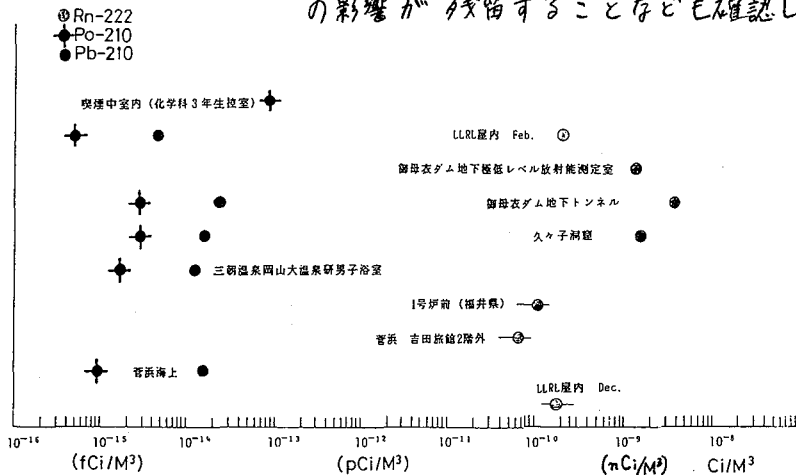 の影響が残留することなども確認し
Rn-222
Po-210
Pb-210
喫煙中室内(化学科3年生控室)
LLRL屋内 Feb.
御母衣ダム地下極低レベル放射能測定室
御母衣ダム地下トンネル
久々子洞窟
三朝温泉岡山大温泉研男子浴室
1号炉前(福井県)
菅浜 吉田旅館2階外
菅浜海上
LLRL屋内 Dec.
10⁻¹⁶ 10⁻¹⁵ 10⁻¹⁴ 10⁻¹³ 10⁻¹² 10⁻¹¹ 10⁻¹⁰ 10⁻⁹ 10⁻⁸
(fCi/M³) (pCi/M³) (nCi/M³) Ci/M³